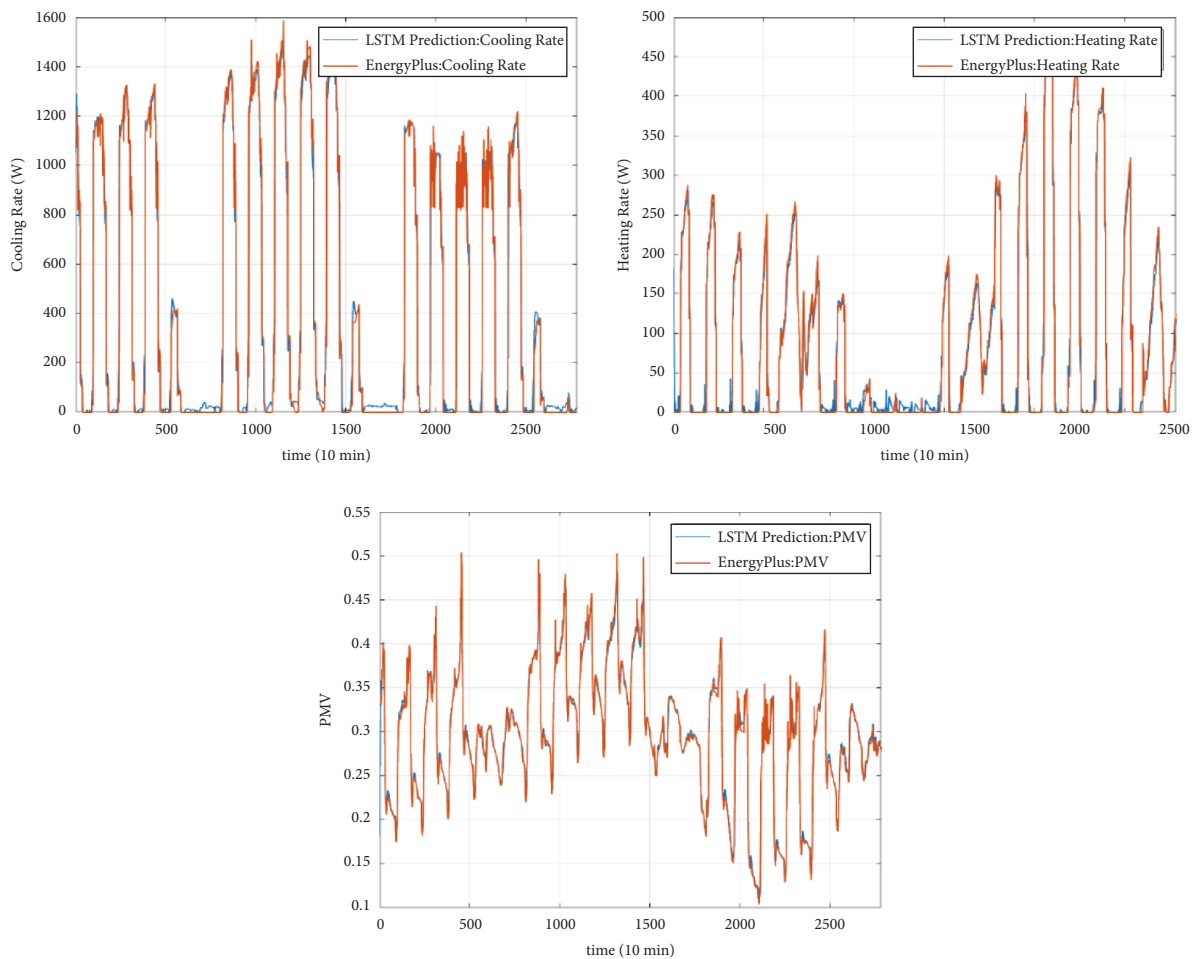 1600
1400
1200
1000
800
600
400
200
0
Cooling Rate (W)
LSTM Prediction:Cooling Rate
EnergyPlus:Cooling Rate
0 500 1000 1500 2000 2500
time (10 min)
500
450
400
350
300
250
200
150
100
50
0
Heating Rate (W)
LSTM Prediction:Heating Rate
EnergyPlus:Heating Rate
0 500 1000 1500 2000 2500
time (10 min)
0.55
0.5
0.45
0.4
0.35
0.3
0.25
0.2
0.15
0.1
PMV
LSTM Prediction:PMV
EnergyPlus:PMV
0 500 1000 1500 2000 2500
time (10 min)